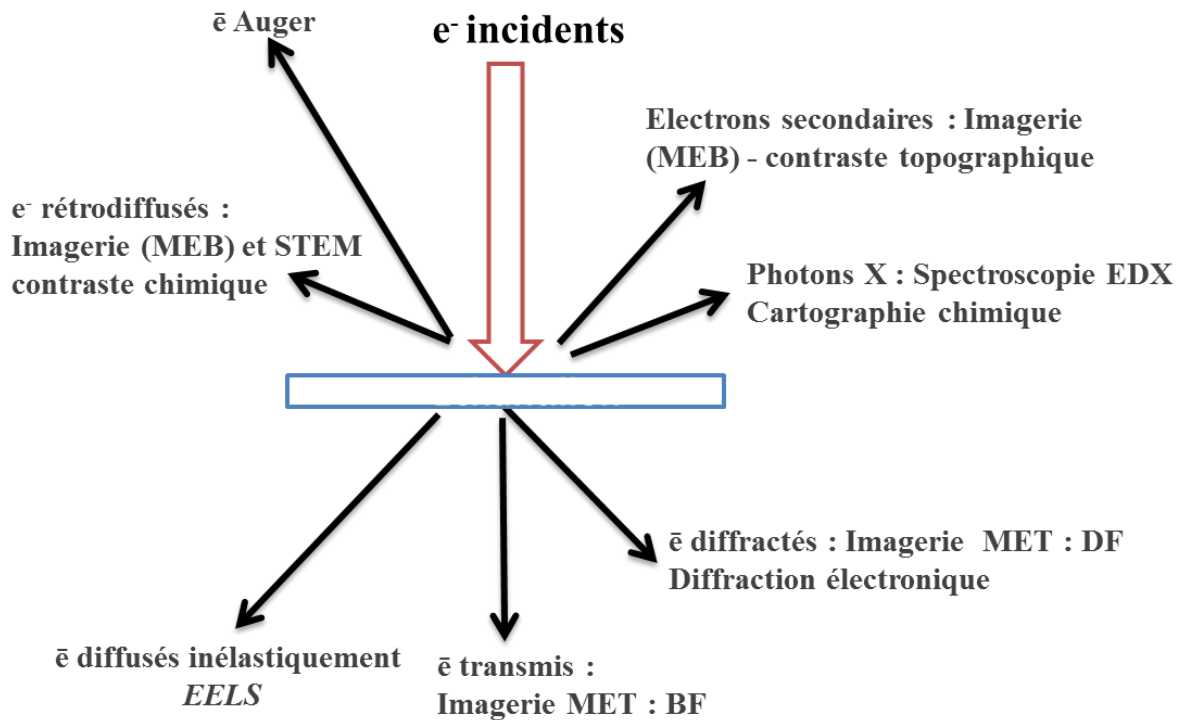 ē Auger
e- incidents
Electrons secondaires : Imagerie
(MEB) - contraste topographique
e- rétrodiffusés :
Imagerie (MEB) et STEM
contraste chimique
Photons X : Spectroscopie EDX
Cartographie chimique
ē diffractés : Imagerie MET : DF
Diffraction électronique
ē diffusés inélastiquement
EELS
ē transmis :
Imagerie MET : BF